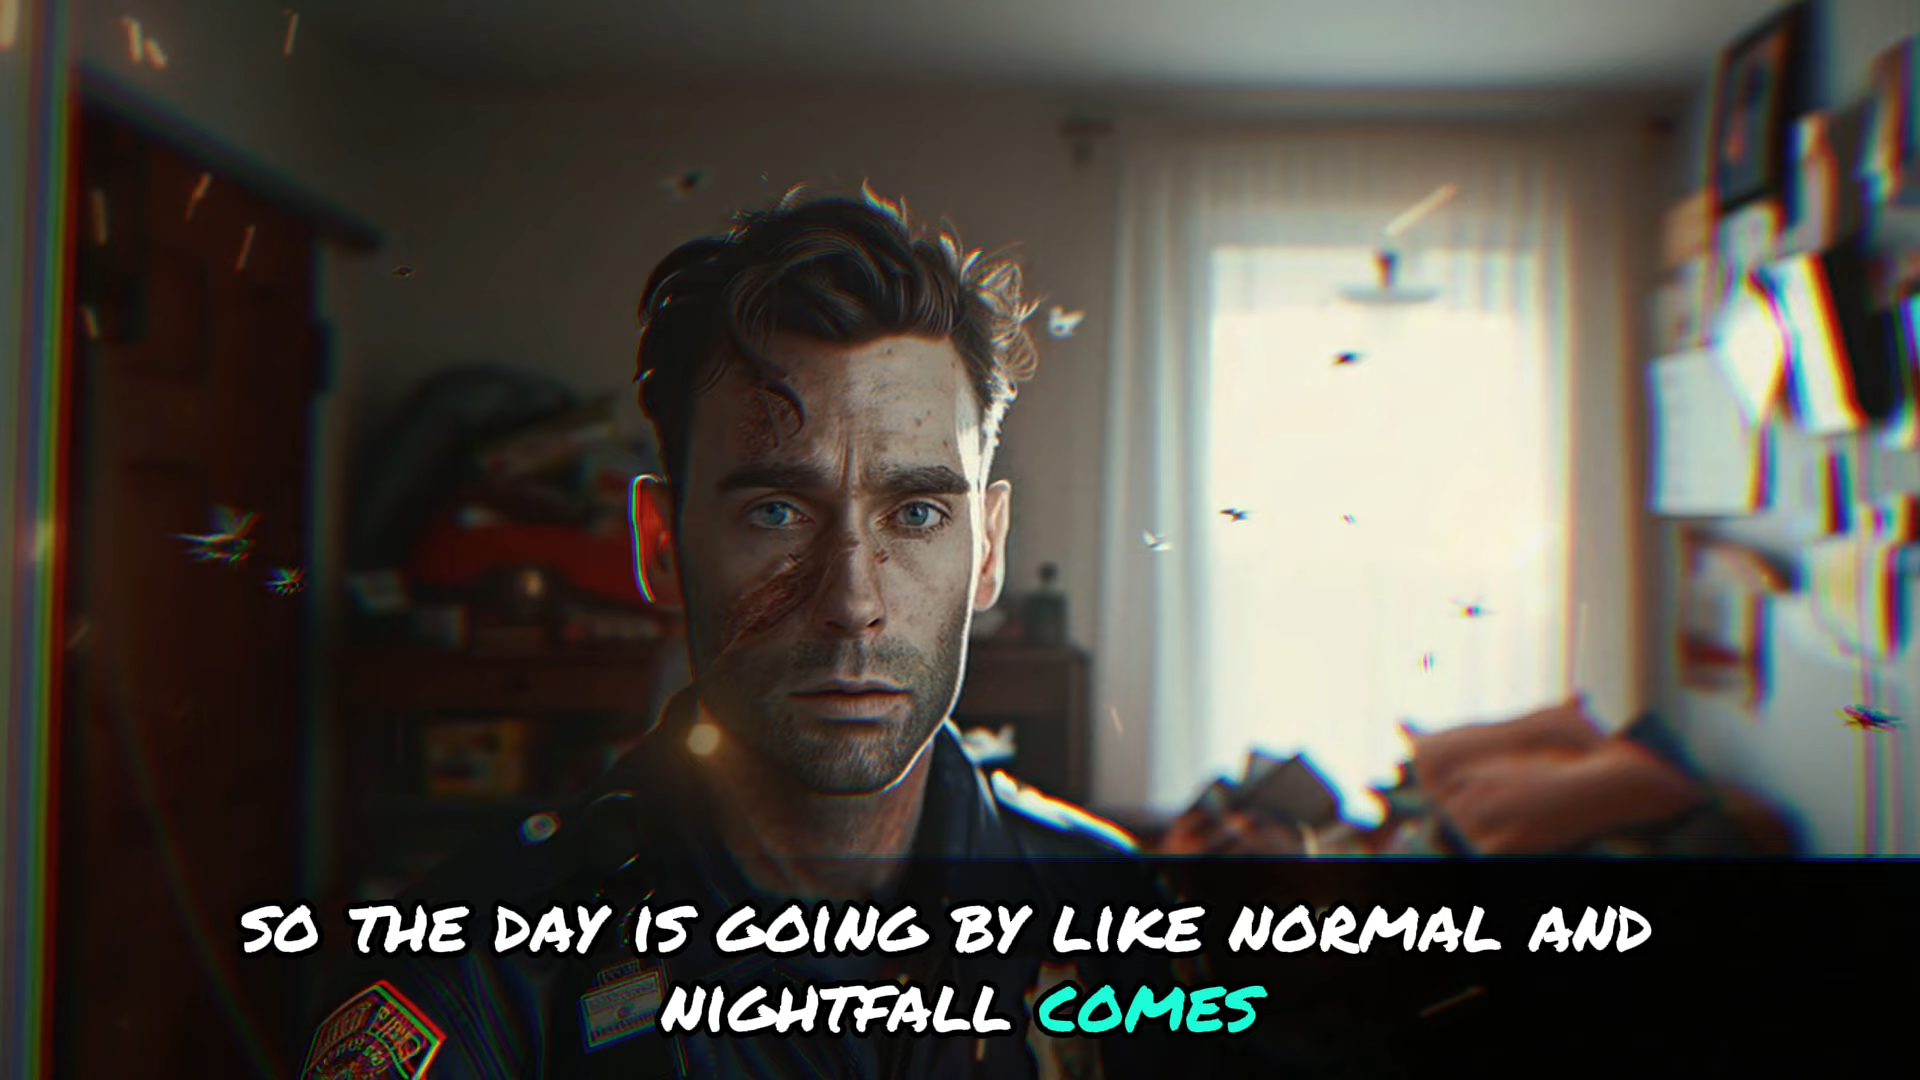 SO THE DAY IS GOING BY LIKE NORMAL AND
NIGHTFALL COMES